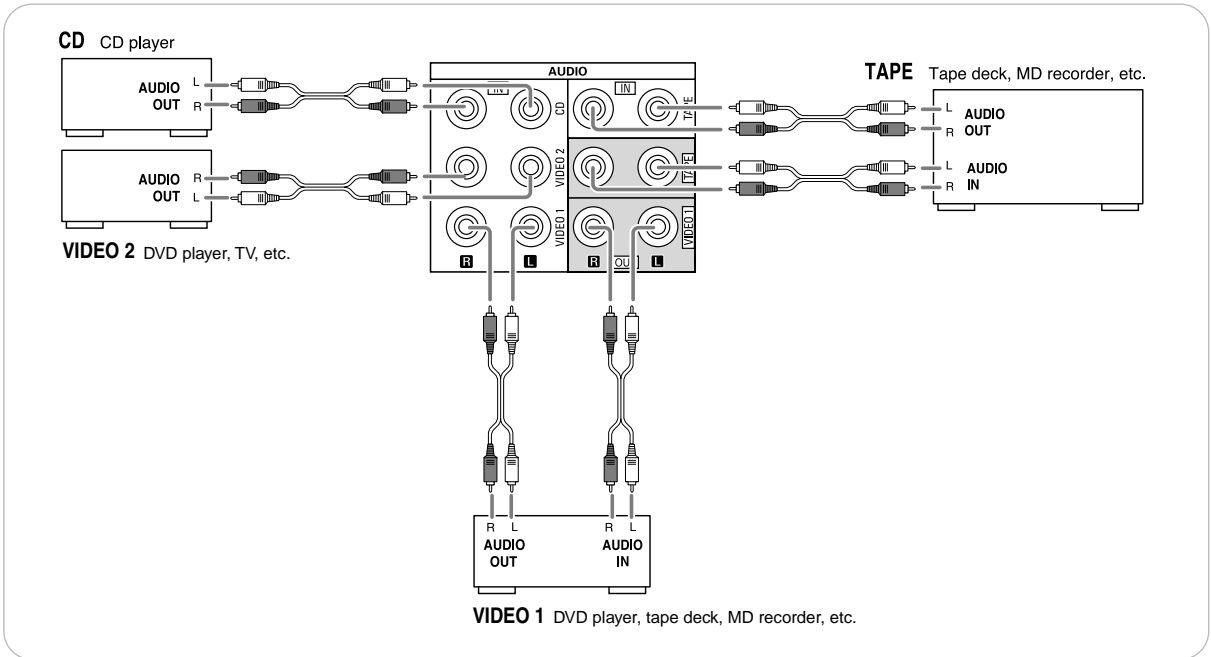 CD CD player
AUDIO
OUT
L
R
AUDIO
OUT
R
L
VIDEO 2 DVD player, TV, etc.
AUDIO
IN
IN
CD
TAPE
VIDEO 2
TAPE
VIDEO 1
VIDEO 1
R
L
R
OUT
L
TAPE Tape deck, MD recorder, etc.
L
R
AUDIO
OUT
L
R
AUDIO
IN
R L
AUDIO
OUT
R L
AUDIO
IN
VIDEO 1 DVD player, tape deck, MD recorder, etc.